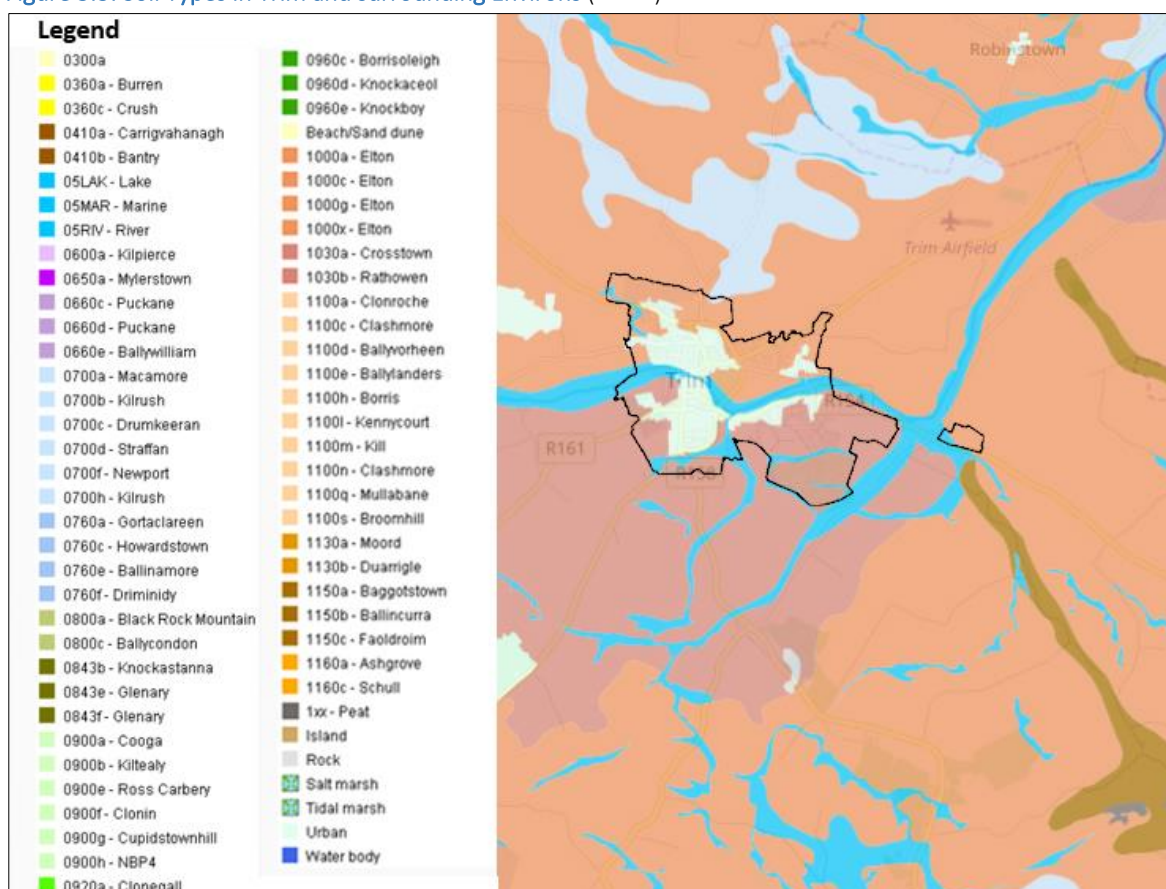 Legend
0300a
0360a - Burren
0360c - Crush
0410a - Carrigvahanagh
0410b - Bantry
05LAK - Lake
05MAR - Marine
05RIV - River
0600a - Kilpierce
0650a - Mylerstown
0660c - Puckane
0660d - Puckane
0660e - Ballywilliam
0700a - Macamore
0700b - Kilrush
0700c - Drumkeeran
0700d - Straffan
0700f - Newport
0700h - Kilrush
0760a - Gortaclareen
0760c - Howardstown
0760e - Ballinamore
0760f - Driminidy
0800a - Black Rock Mountain
0800c - Ballycondon
0843b - Knockastanna
0843e - Glenary
0843f - Glenary
0900a - Cooga
0900b - Kiltealy
0900e - Ross Carbery
0900f - Clonin
0900g - Cupidstownhill
0900h - NBP4
0920a - Clonegall
0960c - Borrisoleigh
0960d - Knockaceol
0960e - Knockboy
Beach/Sand dune
1000a - Elton
1000c - Elton
1000g - Elton
1000x - Elton
1030a - Crosstown
1030b - Rathowen
1100a - Clonroche
1100c - Clashmore
1100d - Ballyvorheen
1100e - Ballylanders
1100h - Borris
1100l - Kennycourt
1100m - Kill
1100n - Clashmore
1100q - Mullabane
1100s - Broomhill
1130a - Moord
1130b - Duarrigle
1150a - Baggotstown
1150b - Ballincurra
1150c - Faoldroim
1160a - Ashgrove
1160c - Schull
1xx - Peat
Island
Rock
Salt marsh
Tidal marsh
Urban
Water body
Robinstown
Trim Airfield
Trim
R154
R161
R158